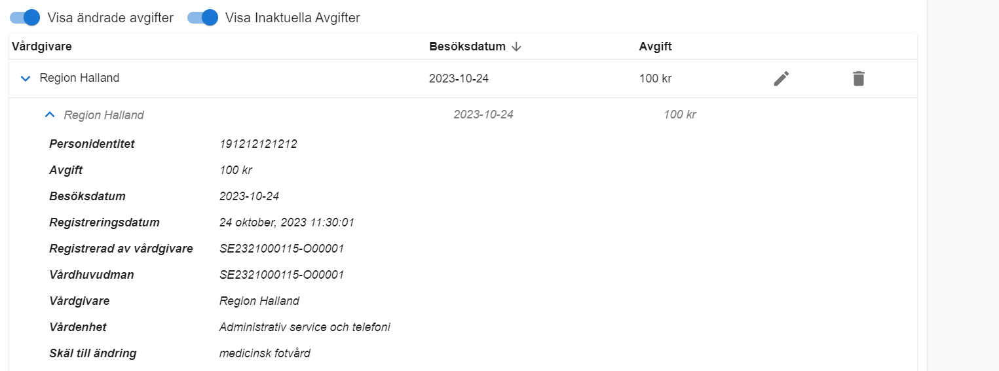 Visa ändrade avgifter Visa Inaktuella Avgifter
Vårdgivare Besöksdatum Avgift
Region Halland 2023-10-24 100 kr
Region Halland 2023-10-24 100 kr
Personidentitet 191212121212
Avgift 100 kr
Besöksdatum 2023-10-24
Registreringsdatum 24 oktober, 2023 11:30:01
Registrerad av vårdgivare SE2321000115-O00001
Vårdhuvudman SE2321000115-O00001
Vårdgivare Region Halland
Vårdenhet Administrativ service och telefoni
Skäl till ändring medicinsk fotvård